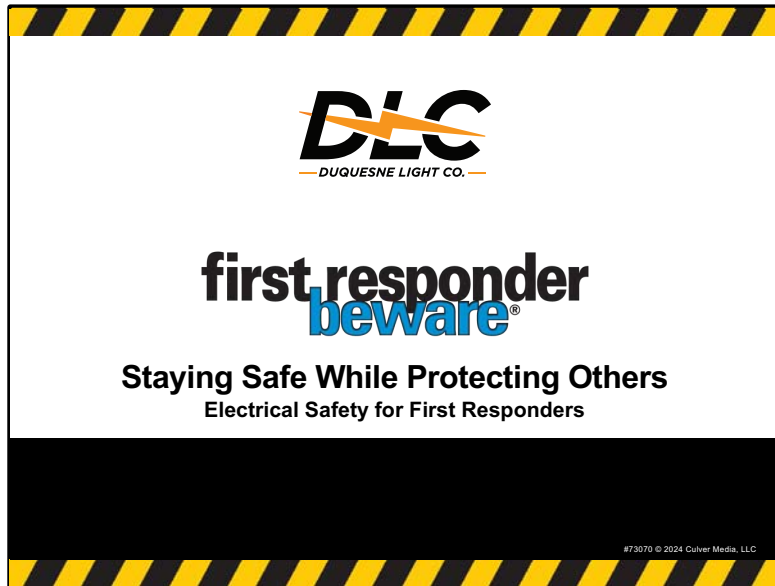 DLC
DUQUESNE LIGHT CO.
first responder
beware®
Staying Safe While Protecting Others
Electrical Safety for First Responders
#73070 © 2024 Culver Media, LLC